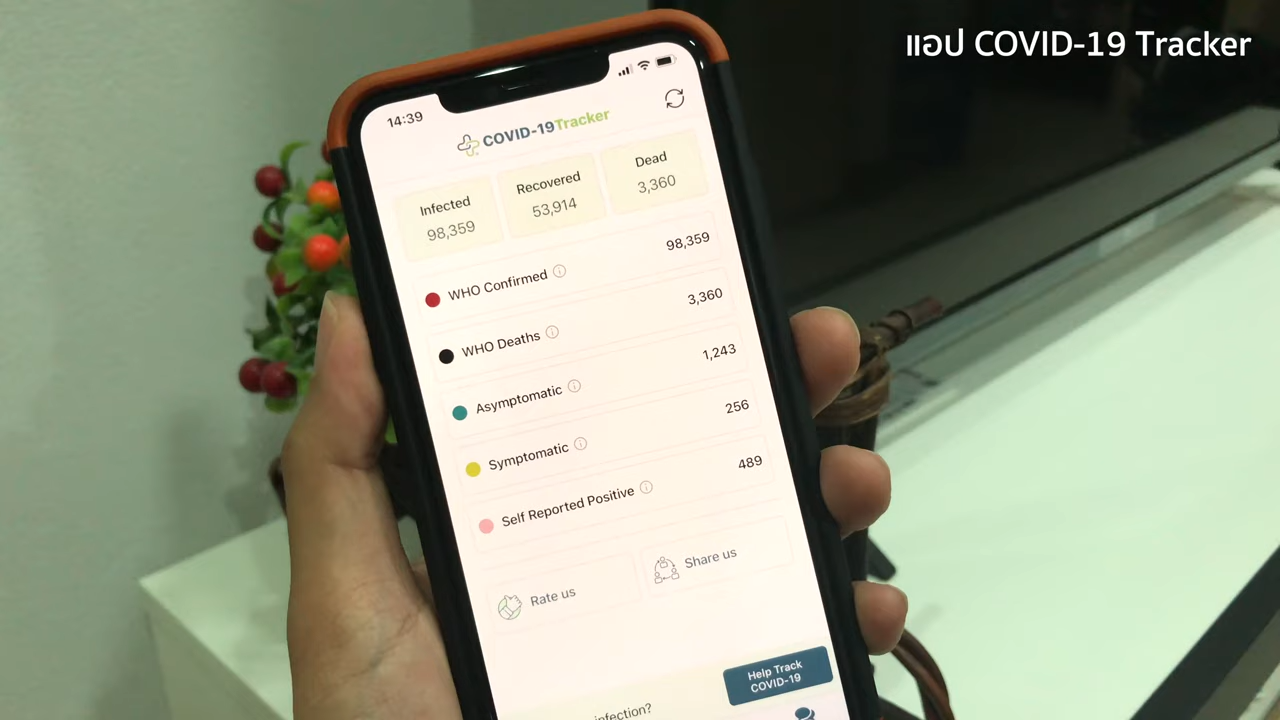 แอป COVID-19 Tracker
14:39
COVID-19Tracker
Infected
98,359
Recovered
53,914
Dead
3,360
WHO Confirmed 98,359
WHO Deaths 3,360
Asymptomatic 1,243
Symptomatic 256
Self Reported Positive 489
Rate us
Share us
infection?
Help Track
COVID-19